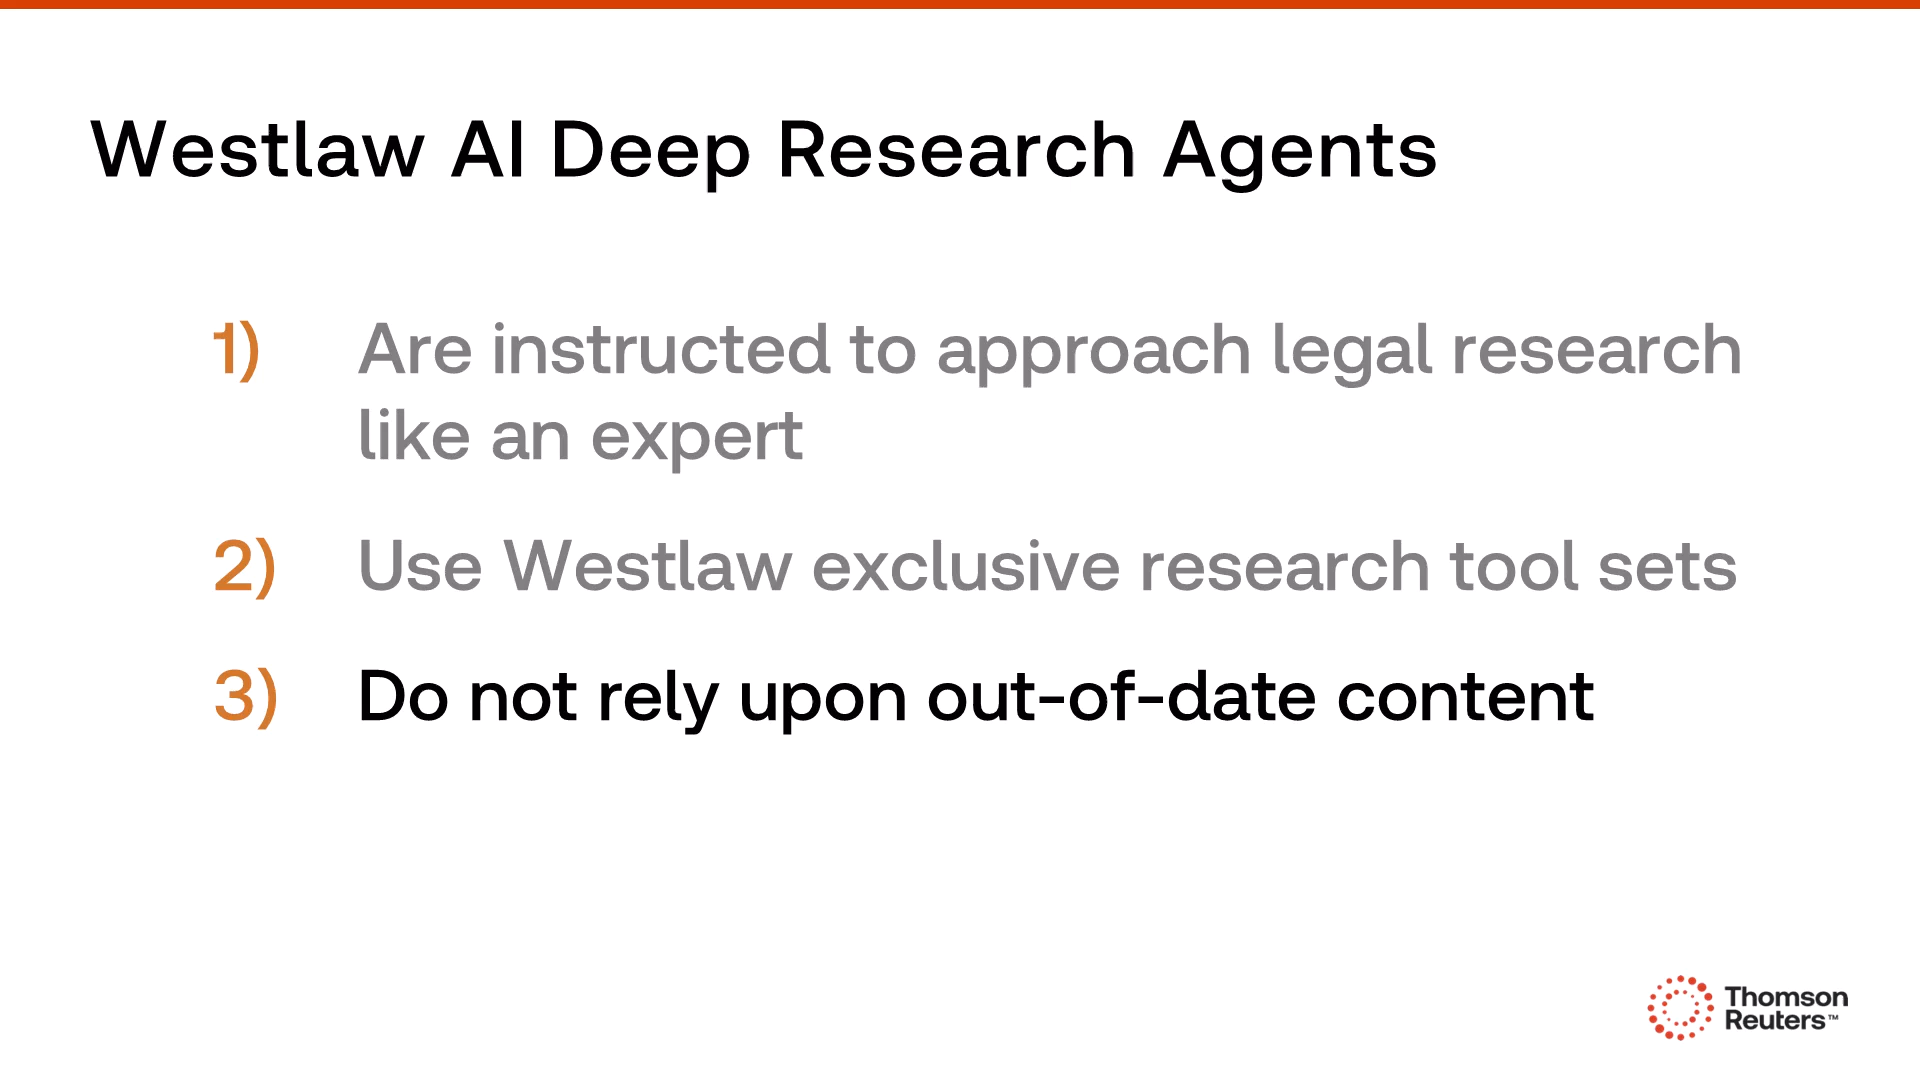 Westlaw AI Deep Research Agents
1) Are instructed to approach legal research
like an expert
2) Use Westlaw exclusive research tool sets
3) Do not rely upon out-of-date content
Thomson
Reuters™